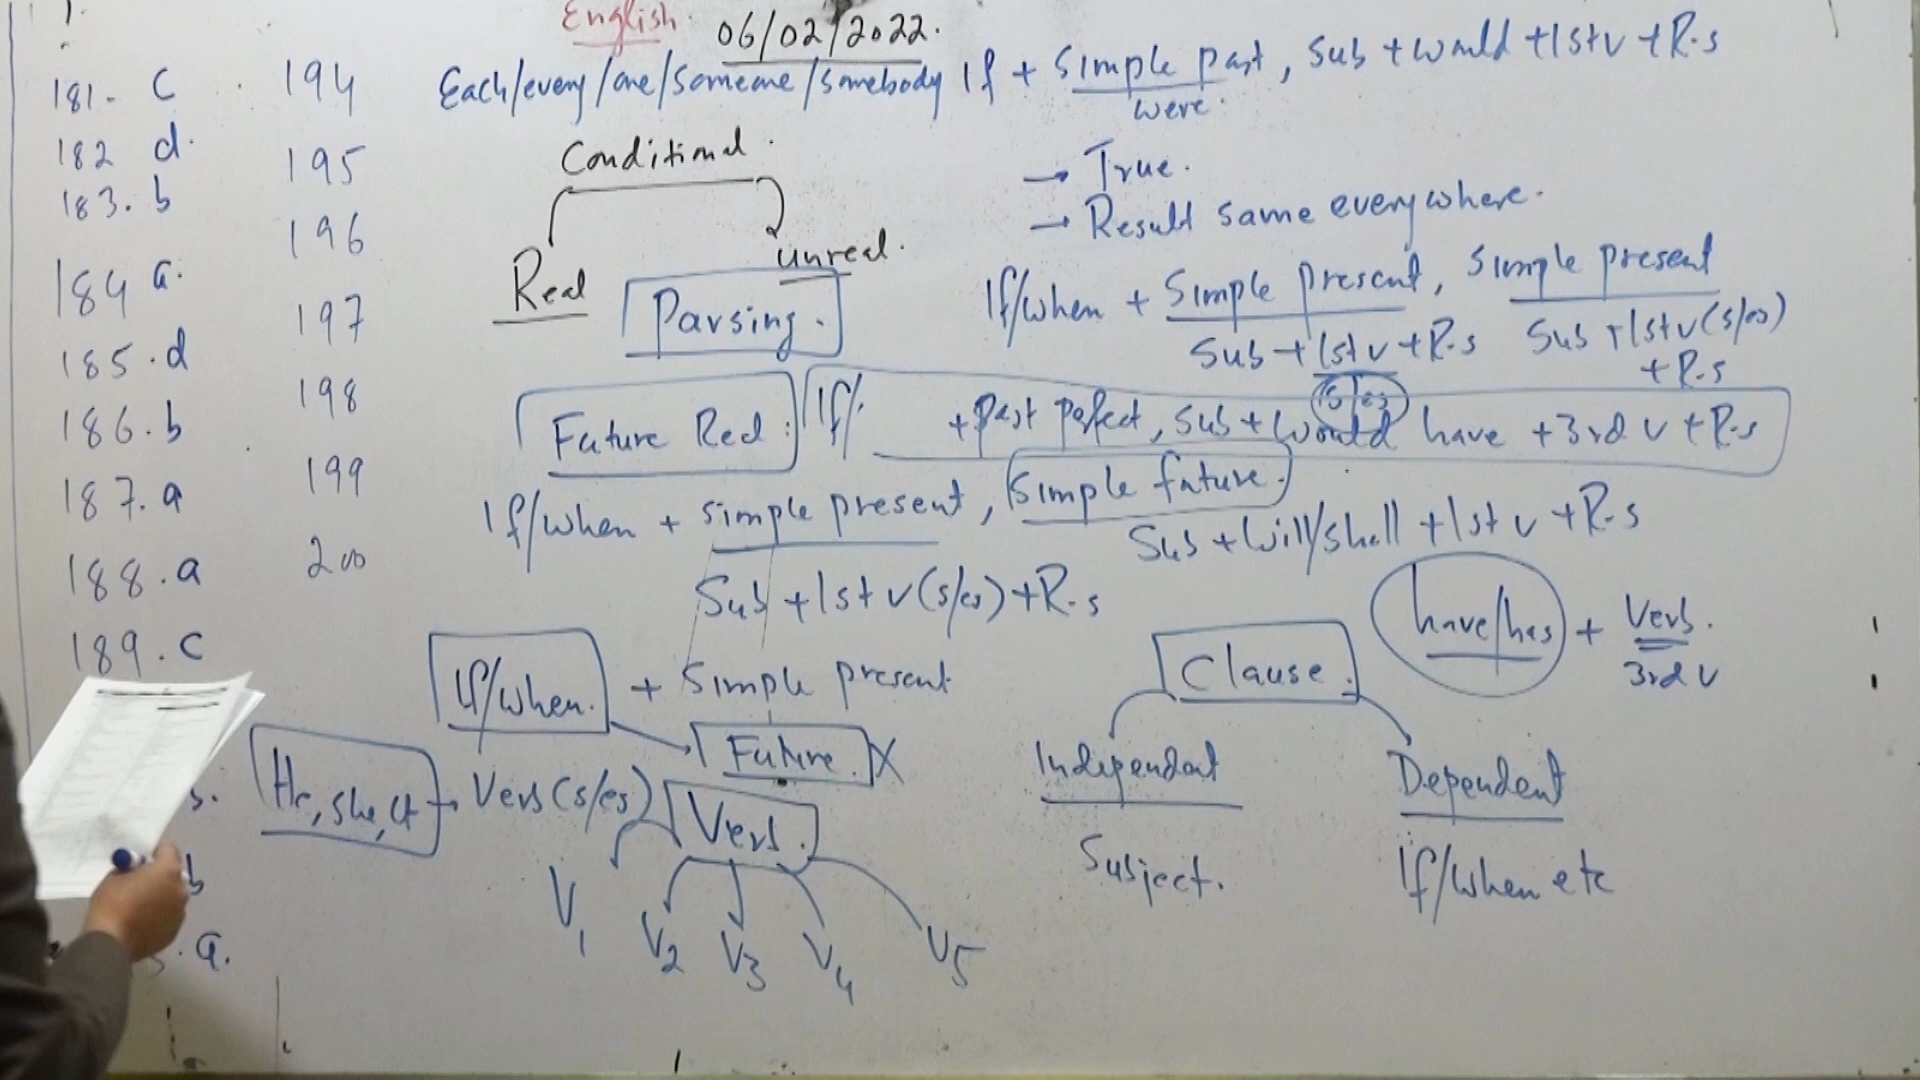 English
06/02/2022.
181- C
182 d.
183. b
184 a.
185. d
186. b
187. a
188. a
189. C
s.
b
. a.
194
195
196
197
198
199
200
Each/every/one/Someone/Somebody
If + Simple past, Sub + would + 1st v + R.s
were.
Conditional.
Real
unreal.
→ True.
→ Result same everywhere.
Parsing.
If/when + Simple present, Simple present
Sub + 1st v + R.s
s/es
Sub + 1st v (s/es)
+ R.s
Future Real:
If/ + past perfect, Sub + would have + 3rd v + R.s
If/when + simple present, Simple future.
Sub + 1st v (s/es) + R.s
Sub + will/shall + 1st v + R.s
have/has + Verb.
3rd v
If/when. + Simple present
Future. X
He, She, it → Verb (s/es)
Verb.
V1
V2
V3
V4
V5
Clause.
Independent
Subject.
Dependent
If/when etc